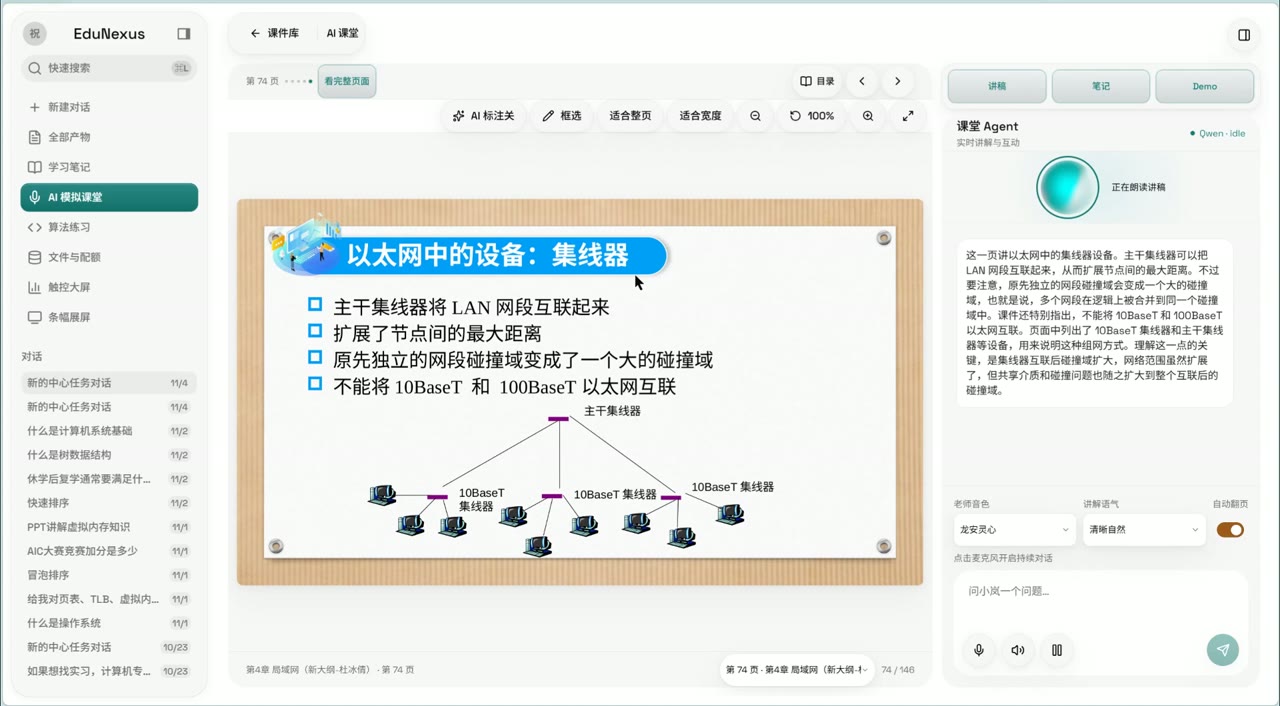 祝
EduNexus
快速搜索
⌘L
新建对话
全部产物
学习笔记
AI 模拟课堂
算法练习
文件与配额
触控大屏
条幅展屏
对话
新的中心任务对话 11/4
新的中心任务对话 11/4
什么是计算机系统基础 11/2
什么是树数据结构 11/2
休学后复学通常要满足什... 11/2
快速排序 11/2
PPT讲解虚拟内存知识 11/1
AIC大赛竞赛加分是多少 11/1
冒泡排序 11/1
给我对页表、TLB、虚拟内... 11/1
什么是操作系统 11/1
新的中心任务对话 10/23
如果想找实习，计算机专... 10/23
课件库
AI 课堂
第 74 页
看完整页面
目录
AI 标注关
框选
适合整页
适合宽度
100%
以太网中的设备：集线器
主干集线器将 LAN 网段互联起来
扩展了节点间的最大距离
原先独立的网段碰撞域变成了一个大的碰撞域
不能将 10BaseT 和 100BaseT 以太网互联
主干集线器
10BaseT
集线器
10BaseT 集线器
10BaseT 集线器
第4章 局域网（新大纲-杜冰倩） · 第 74 页
第 74 页 · 第4章 局域网（新大纲-
74 / 146
讲稿
笔记
Demo
课堂 Agent
实时讲解与互动
Qwen · idle
正在朗读讲稿
这一页讲以太网中的集线器设备。主干集线器可以把
LAN 网段互联起来，从而扩展节点间的最大距离。不过
要注意，原先独立的网段碰撞域会变成一个大的碰撞
域，也就是说，多个网段在逻辑上被合并到同一个碰撞
域中。课件还特别指出，不能将 10BaseT 和 100BaseT
以太网互联。页面中列出了 10BaseT 集线器和主干集线
器等设备，用来说明这种组网方式。理解这一点的关
键，是集线器互联后碰撞域扩大，网络范围虽然扩展
了，但共享介质和碰撞问题也随之扩大到整个互联后的
碰撞域。
老师音色
讲解语气
自动翻页
龙安灵心
清晰自然
点击麦克风开启持续对话
问小岚一个问题...